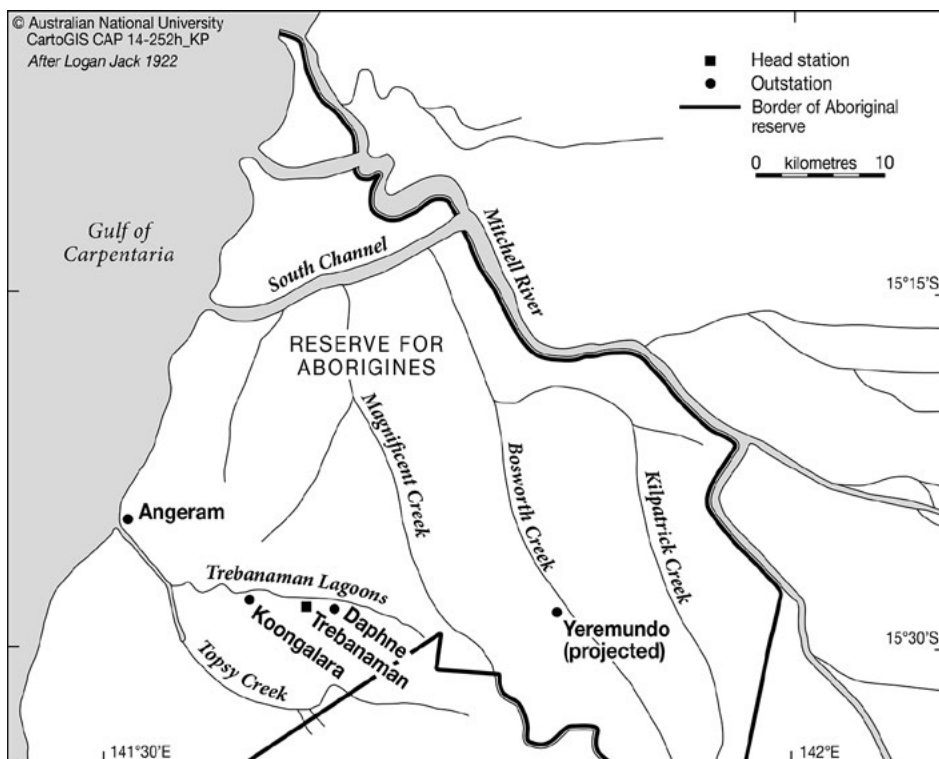 © Australian National University
CartoGIS CAP 14-252h_KP
After Logan Jack 1922
Head station
Outstation
Border of Aboriginal
reserve
0 kilometres 10
Gulf of
Carpentaria
South Channel
Mitchell River
15°15'S
RESERVE FOR
ABORIGINES
Magnificent Creek
Bosworth Creek
Kilpatrick Creek
Angeram
Trebanaman Lagoons
Koongalara
Trebanaman
Daphne
Yeremundo
(projected)
15°30'S
Topsy Creek
141°30'E
142°E